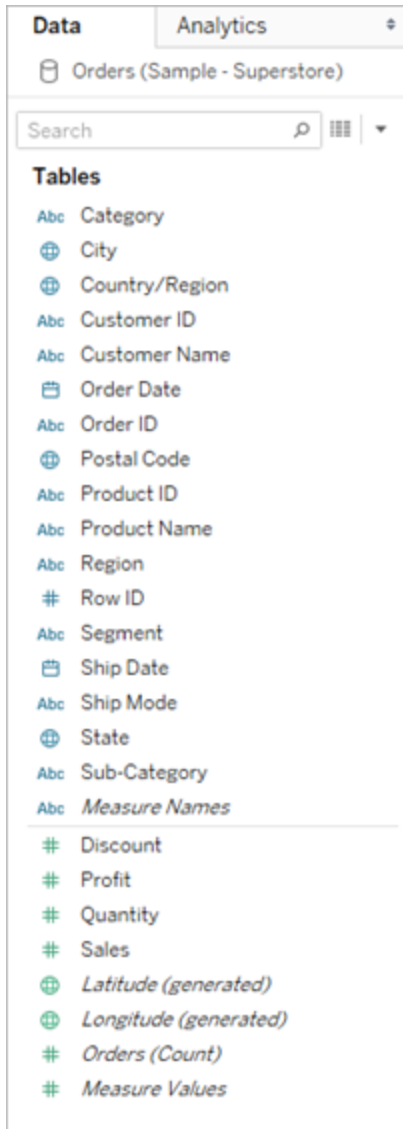 Data Analytics
Orders (Sample - Superstore)
Search
Tables
Abc Category
City
Country/Region
Abc Customer ID
Abc Customer Name
Order Date
Abc Order ID
Postal Code
Abc Product ID
Abc Product Name
Abc Region
# Row ID
Abc Segment
Ship Date
Abc Ship Mode
State
Abc Sub-Category
Abc Measure Names
# Discount
# Profit
# Quantity
# Sales
Latitude (generated)
Longitude (generated)
# Orders (Count)
# Measure Values